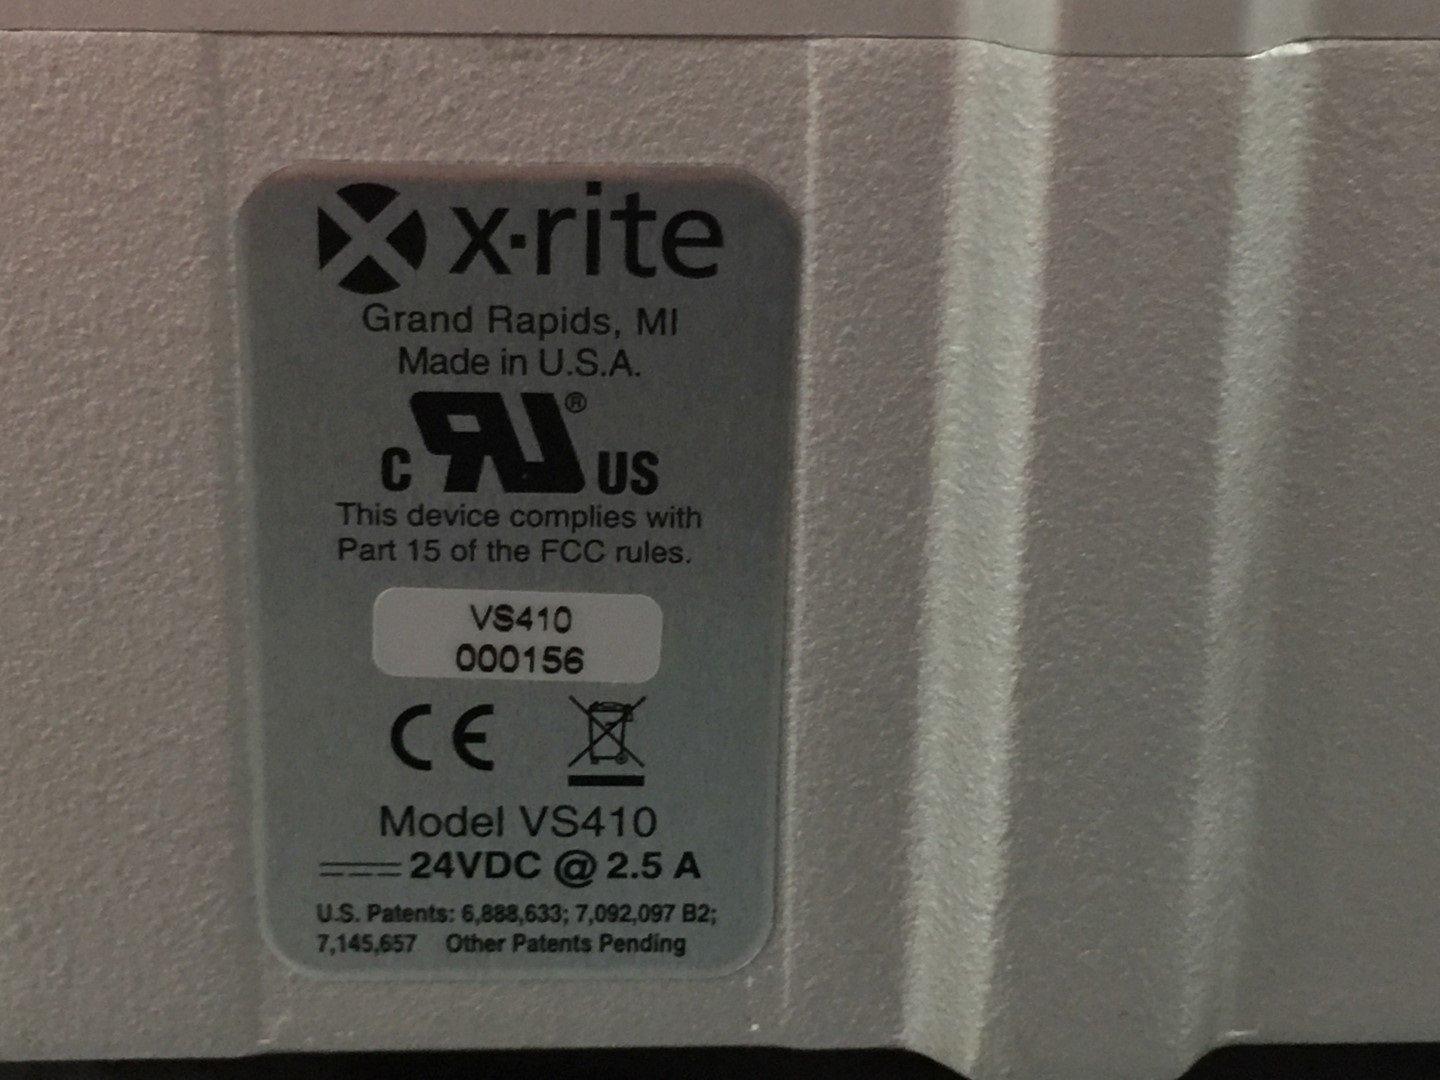 x·rite
Grand Rapids, MI
Made in U.S.A.
C RU® US
This device complies with
Part 15 of the FCC rules.
VS410
000156
CE
Model VS410
24VDC @ 2.5 A
U.S. Patents: 6,888,633; 7,092,097 B2;
7,145,657 Other Patents Pending